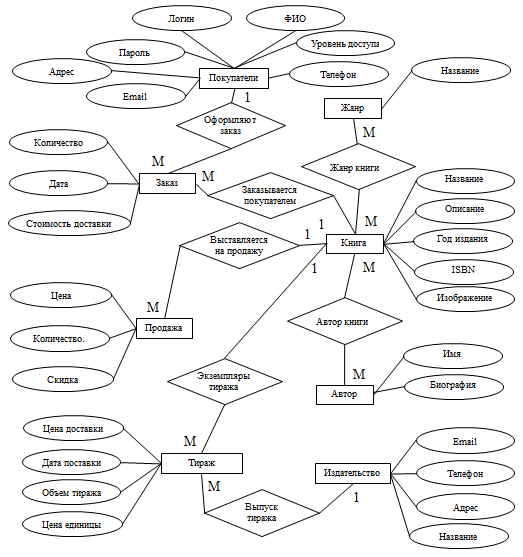 Логин
ФИО
Пароль
Уровень доступа
Адрес
Покупатели
Телефон
Название
Email
1
Жанр
Оформляют
заказ
М
Количество
М
Жанр книги
Дата
Заказ
М
Заказывается
покупателем
Название
Описание
Стоимость доставки
М
1
Выставляется
на продажу
1
Книга
Год издания
1
М
ISBN
Цена
М
Изображение
Количество.
Продажа
Автор книги
Имя
Скидка
Экземпляры
тиража
М
Автор
Биография
Цена доставки
М
Email
Дата поставки
Тираж
Издательство
Телефон
Объем тиража
М
1
Выпуск
тиража
Адрес
Цена единицы
Название